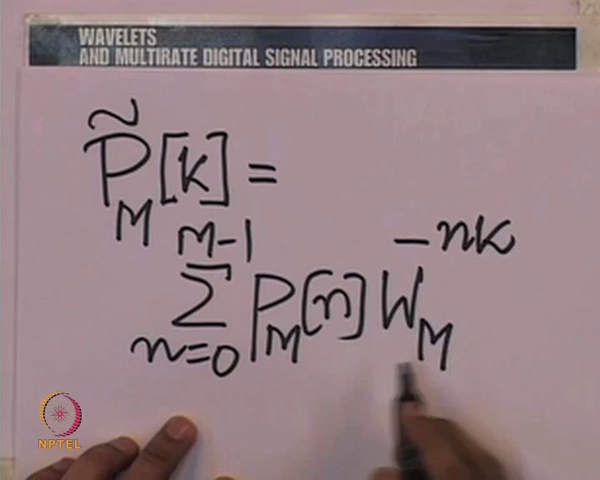 WAVELETS
AND MULTIRATE DIGITAL SIGNAL PROCESSING
P̃_M[k] =
∑_{n=0}^{M-1} P_M[n] W_M^{-nk}
NPTEL